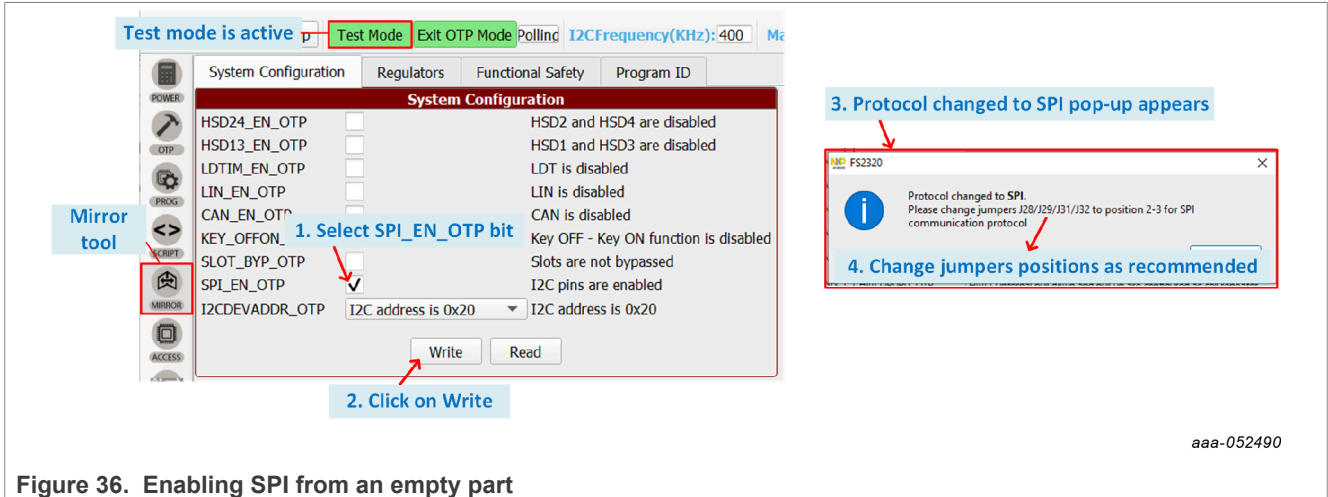 Test mode is active
p
Test Mode
Exit OTP Mode
Polling
I2CFrequency(KHz):
400
Ma
POWER
OTP
PROG
SCRIPT
MIRROR
ACCESS
Mirror
tool
System Configuration
Regulators
Functional Safety
Program ID
System Configuration
HSD24_EN_OTP HSD2 and HSD4 are disabled
HSD13_EN_OTP HSD1 and HSD3 are disabled
LDTIM_EN_OTP LDT is disabled
LIN_EN_OTP LIN is disabled
CAN_EN_OTP CAN is disabled
1. Select SPI_EN_OTP bit
KEY_OFFON_ Key OFF - Key ON function is disabled
SLOT_BYP_OTP Slots are not bypassed
SPI_EN_OTP I2C pins are enabled
I2CDEVADDR_OTP I2C address is 0x20 I2C address is 0x20
Write Read
2. Click on Write
3. Protocol changed to SPI pop-up appears
NXP FS2320
Protocol changed to SPI.
Please change jumpers J28/J29/J31/J32 to position 2-3 for SPI
communication protocol
4. Change jumpers positions as recommended
aaa-052490
Figure 36. Enabling SPI from an empty part